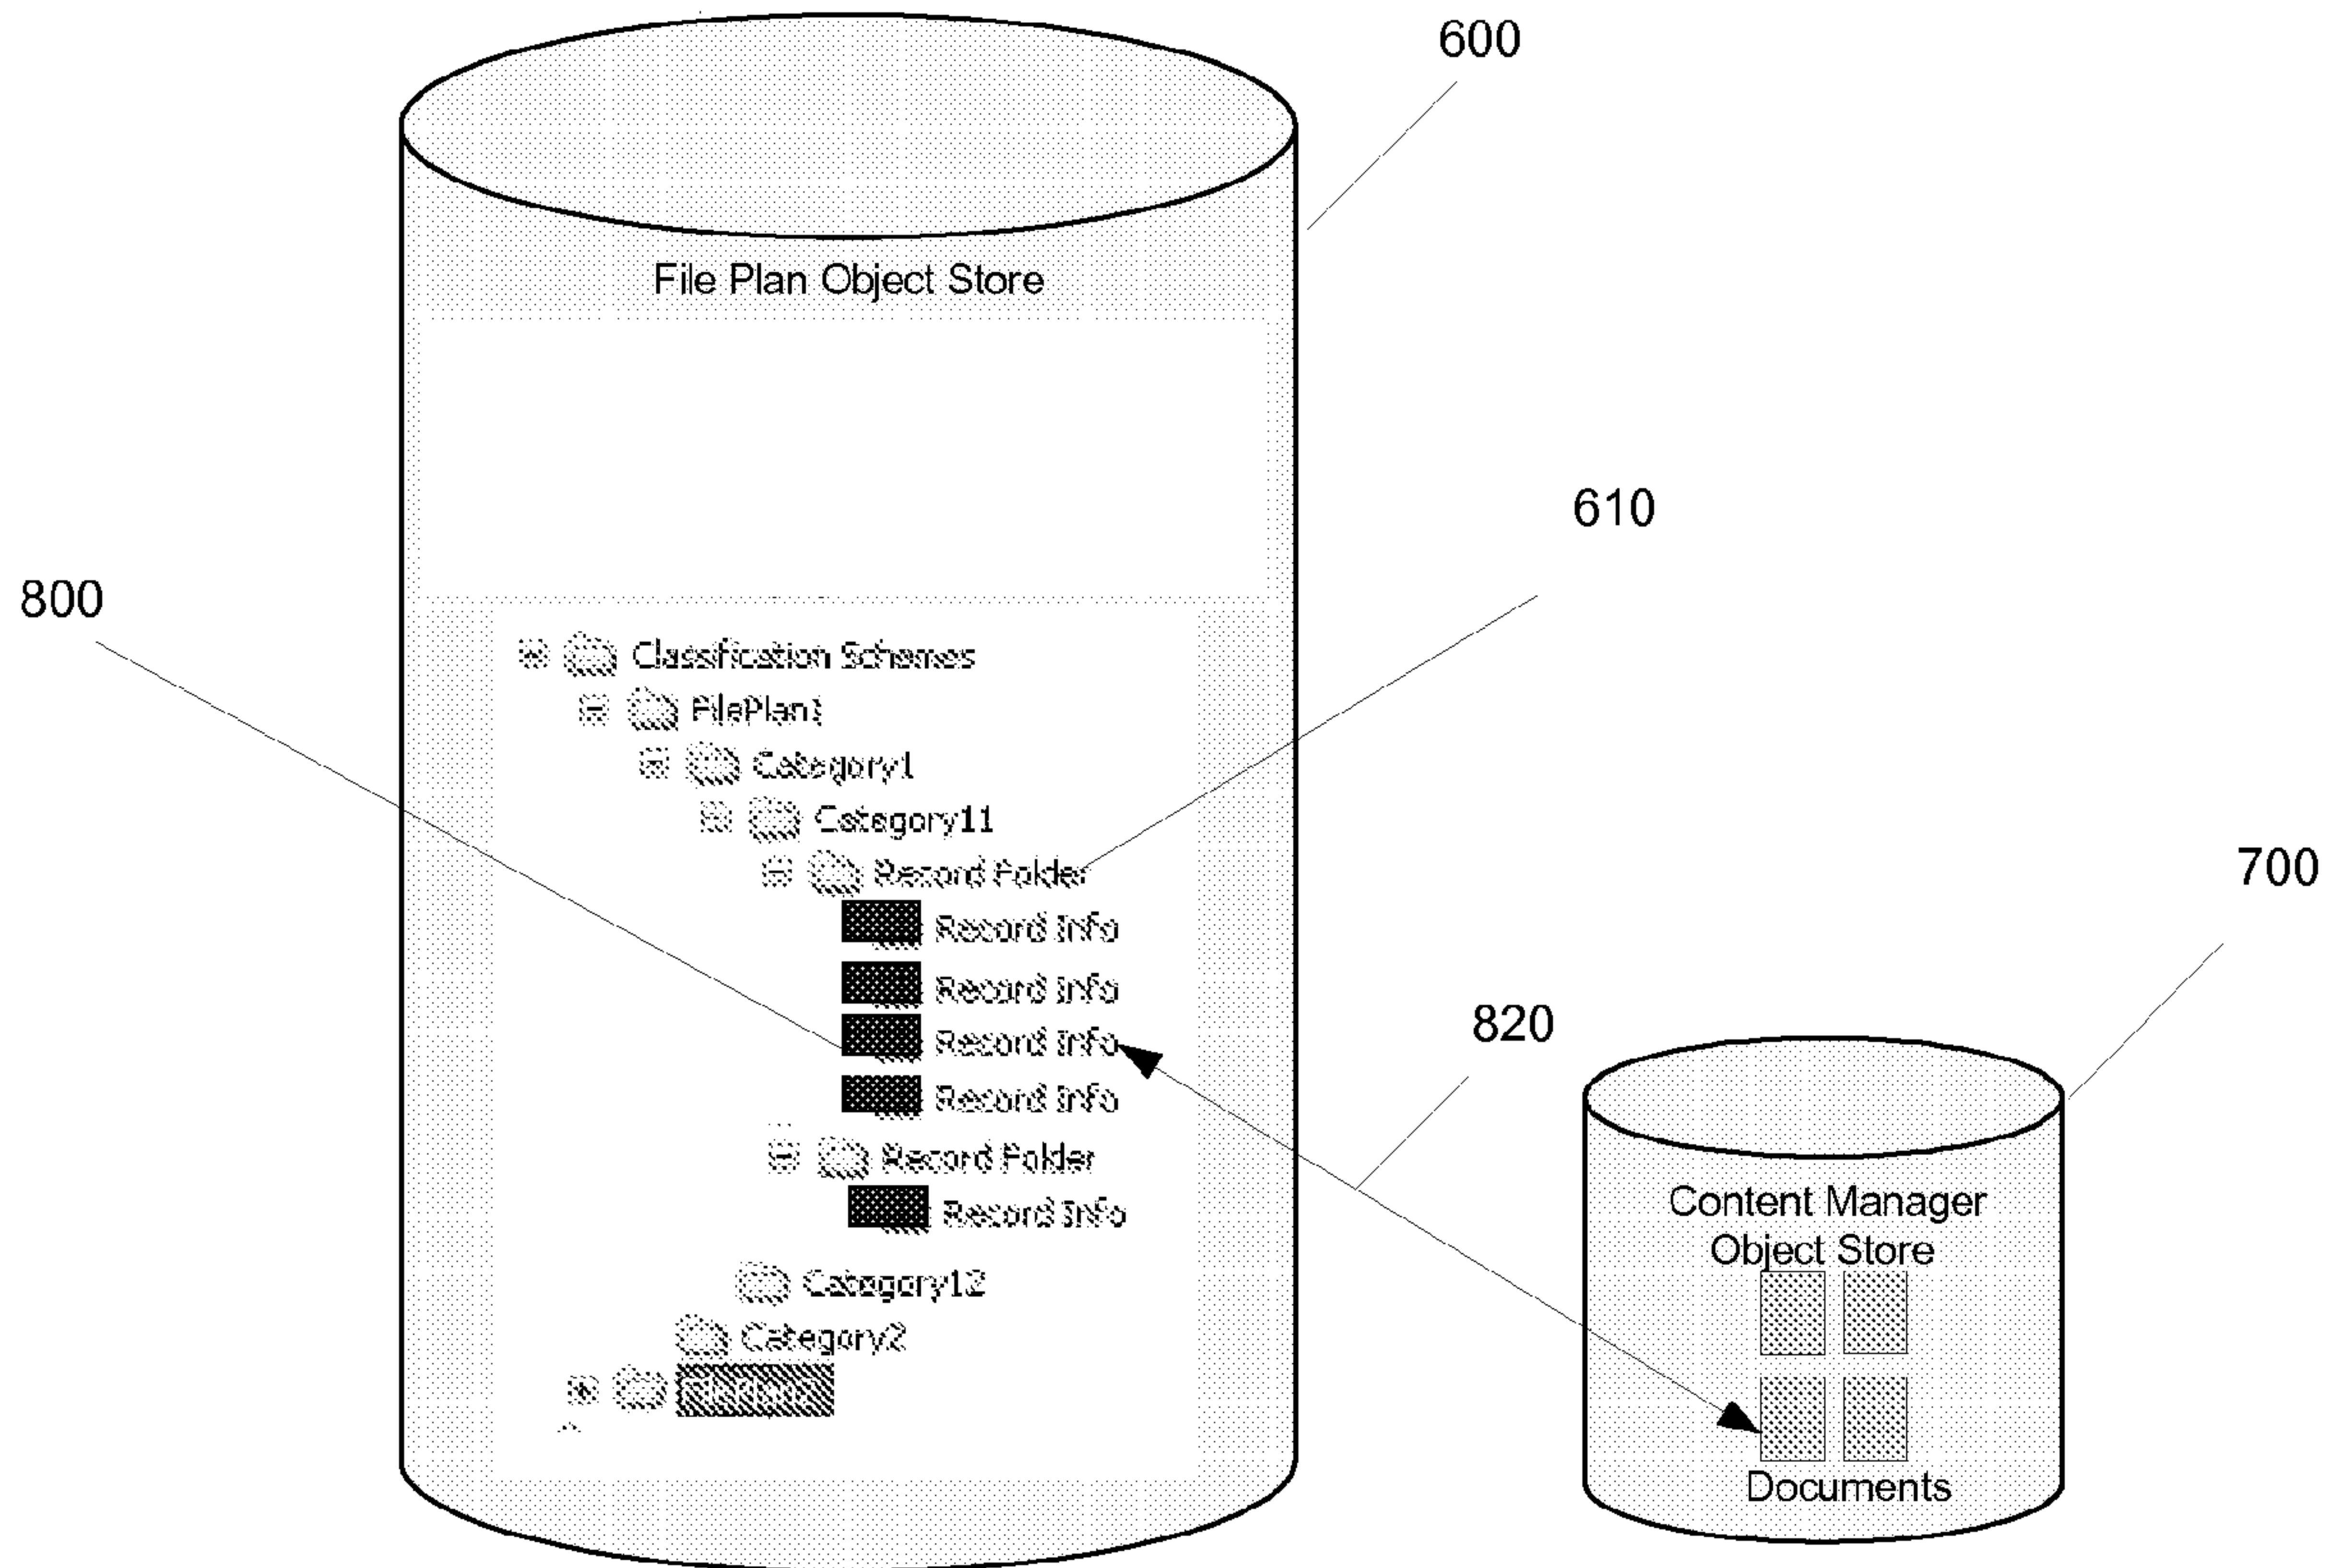 600
File Plan Object Store
610
800
Classification Schemes
FilePlan1
Category1
Category11
Record Folder
700
Record Info
Record Info
820
Record Info
Record Info
Record Folder
Content Manager
Object Store
Record Info
Category12
Category2
Documents